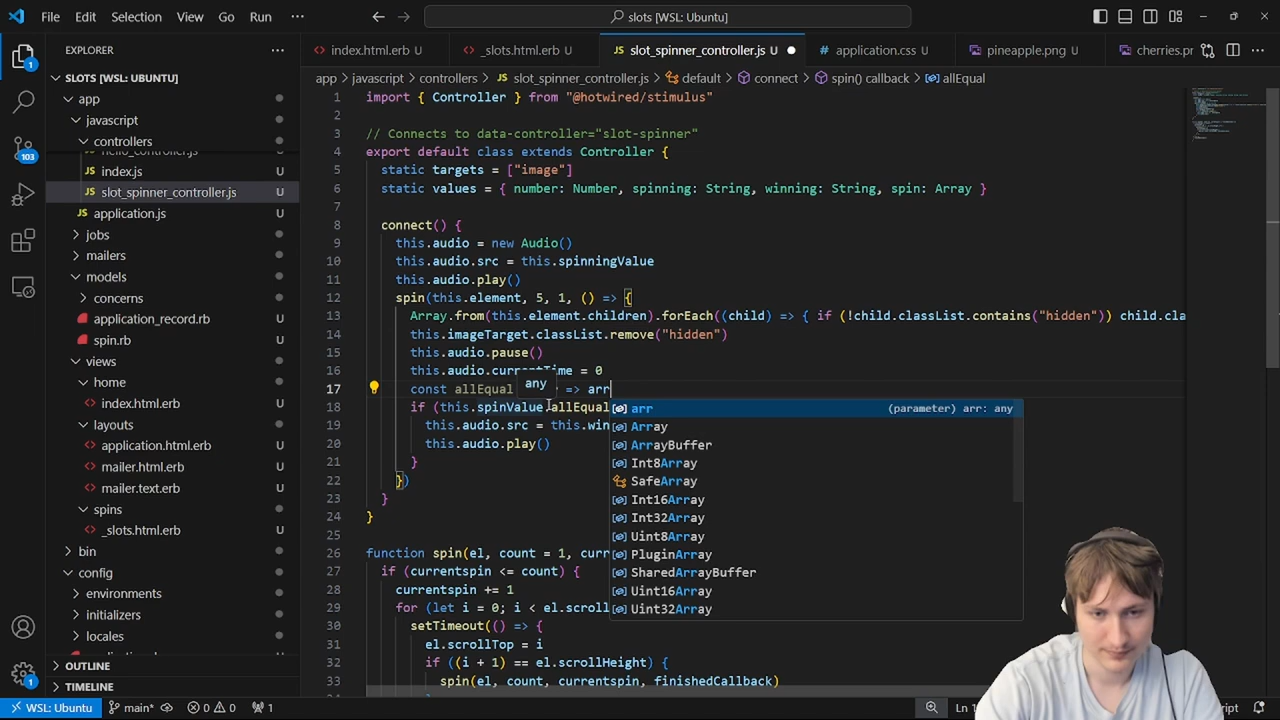 File Edit Selection View Go Run ···
slots [WSL: Ubuntu]
EXPLORER
index.html.erb U
_slots.html.erb U
slot_spinner_controller.js U
application.css U
pineapple.png U
cherries.pr
SLOTS [WSL: UBUNTU]
app
javascript
controllers
index.js U
slot_spinner_controller.js U
application.js U
jobs
mailers
models
concerns
application_record.rb U
spin.rb U
views
home
index.html.erb U
layouts
application.html.erb U
mailer.html.erb U
mailer.text.erb U
spins
_slots.html.erb U
bin
config
environments
initializers
locales
OUTLINE
TIMELINE
1
103
1
app > javascript > controllers > JS slot_spinner_controller.js > default > connect > spin() callback > allEqual
1 import { Controller } from "@hotwired/stimulus"
2
3 // Connects to data-controller="slot-spinner"
4 export default class extends Controller {
5 static targets = ["image"]
6 static values = { number: Number, spinning: String, winning: String, spin: Array }
7
8 connect() {
9 this.audio = new Audio()
10 this.audio.src = this.spinningValue
11 this.audio.play()
12 spin(this.element, 5, 1, () => {
13 Array.from(this.element.children).forEach((child) => { if (!child.classList.contains("hidden")) child.cla
14 this.imageTarget.classList.remove("hidden")
15 this.audio.pause()
16 this.audio.currentTime = 0
any
17 const allEqual => arr
18 if (this.spinValue.allEqual
19 this.audio.src = this.win
20 this.audio.play()
21 }
22 })
23 }
24 }
25
26 function spin(el, count = 1, curr
27 if (currentspin <= count) {
28 currentspin += 1
29 for (let i = 0; i < el.scroll
30 setTimeout(() => {
31 el.scrollTop = i
32 if ((i + 1) == el.scrollHeight) {
33 spin(el, count, currentspin, finishedCallback)
arr (parameter) arr: any
Array
ArrayBuffer
Int8Array
SafeArray
Int16Array
Int32Array
Uint8Array
PluginArray
SharedArrayBuffer
Uint16Array
Uint32Array
WSL: Ubuntu main* 0 0 1